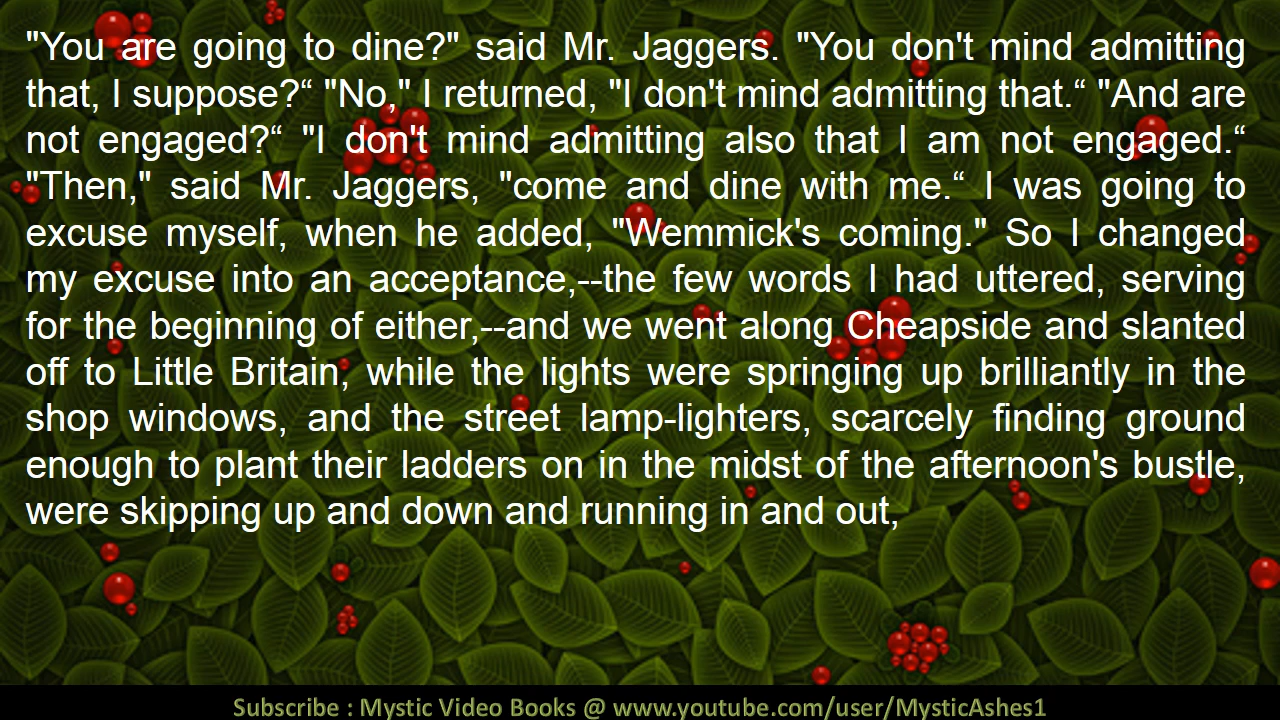 "You are going to dine?" said Mr. Jaggers. "You don't mind admitting
that, I suppose?“ "No," I returned, "I don't mind admitting that.“ "And are
not engaged?“ "I don't mind admitting also that I am not engaged.“
"Then," said Mr. Jaggers, "come and dine with me.“ I was going to
excuse myself, when he added, "Wemmick's coming." So I changed
my excuse into an acceptance,--the few words I had uttered, serving
for the beginning of either,--and we went along Cheapside and slanted
off to Little Britain, while the lights were springing up brilliantly in the
shop windows, and the street lamp-lighters, scarcely finding ground
enough to plant their ladders on in the midst of the afternoon's bustle,
were skipping up and down and running in and out,
Subscribe : Mystic Video Books @ www.youtube.com/user/MysticAshes1